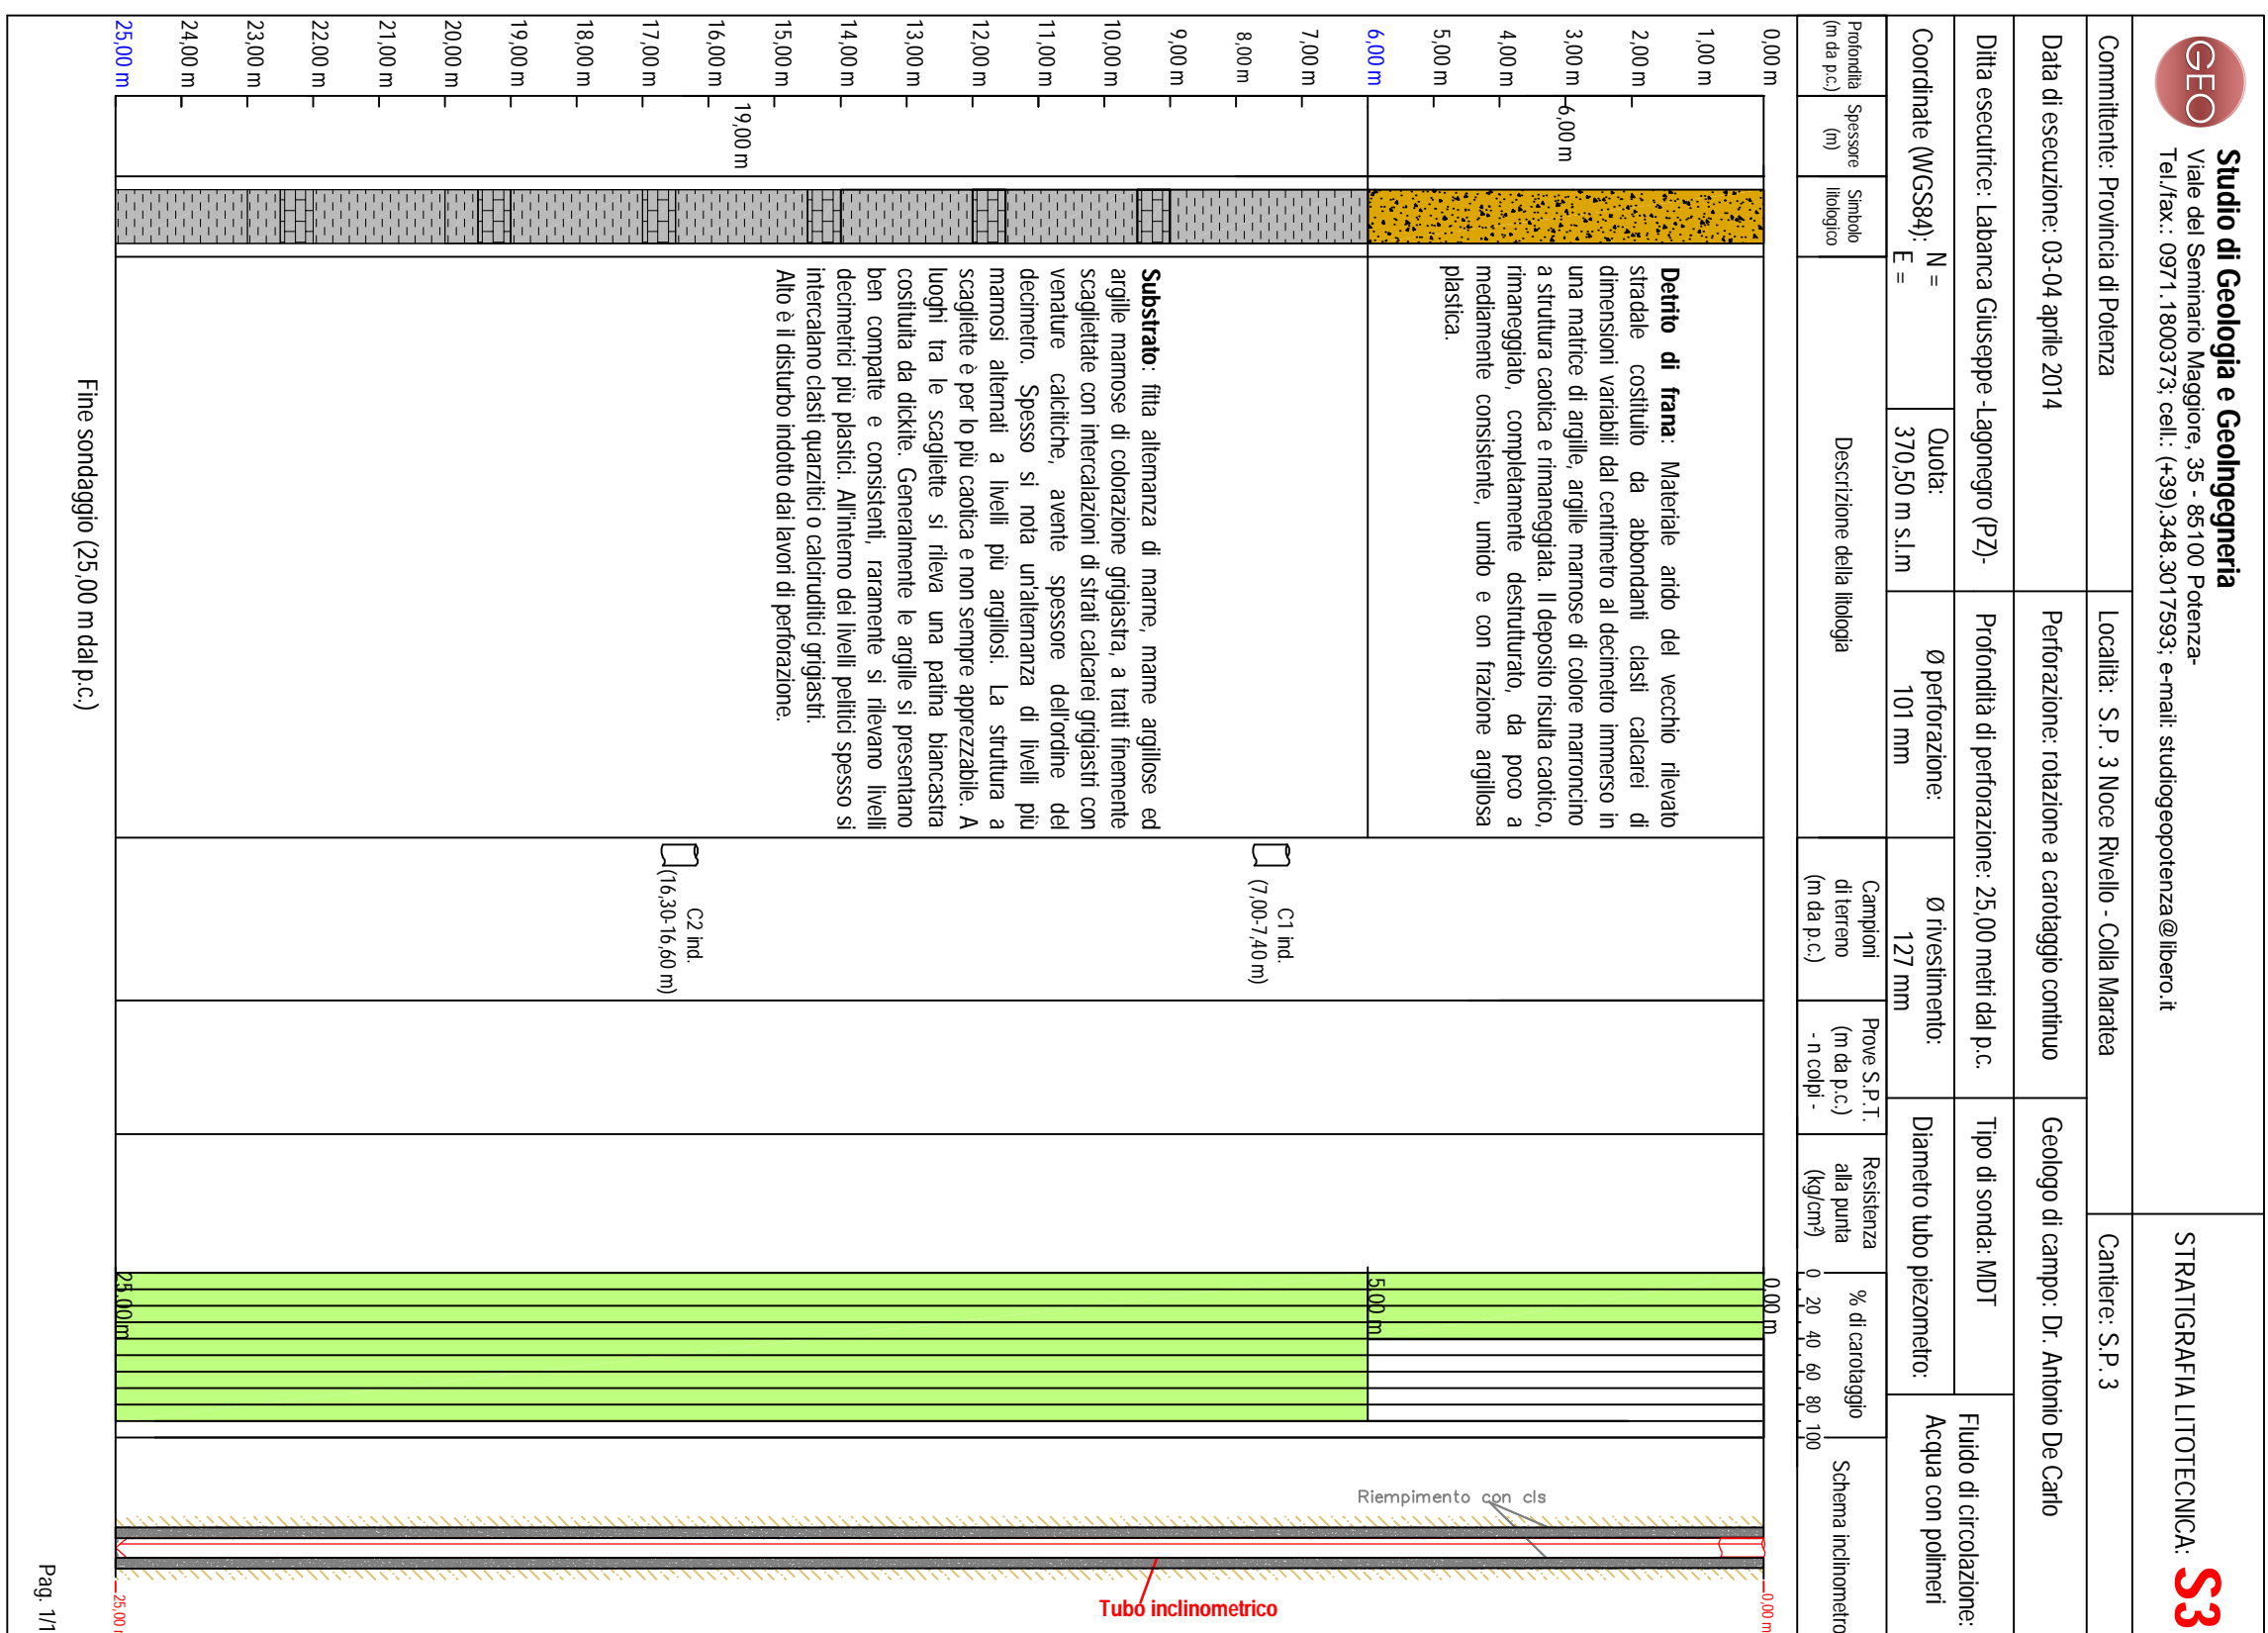 GEO
Studio di Geologia e GeoIngegneria
Viale del Seminario Maggiore, 35 - 85100 Potenza-
Tel./fax.: 0971.1800373; cell.: (+39).348.3017593; e-mail: studiogeopotenza@libero.it
STRATIGRAFIA LITOTECNICA: S3
Committente: Provincia di Potenza
Località: S.P. 3 Noce Rivello - Colla Maratea
Cantiere: S.P. 3
Data di esecuzione: 03-04 aprile 2014
Perforazione: rotazione a carotaggio continuo
Geologo di campo: Dr. Antonio De Carlo
Ditta esecutrice: Labanca Giuseppe -Lagonegro (PZ)-
Profondità di perforazione: 25,00 metri dal p.c.
Tipo di sonda: MDT
Fluido di circolazione:
Acqua con polimeri
Coordinate (WGS84): N =
E =
Quota:
370,50 m s.l.m
Ø perforazione:
101 mm
Ø rivestimento:
127 mm
Diametro tubo piezometro:
Profondità
(m da p.c.)
Spessore
(m)
Simbolo
litologico
Descrizione della litologia
Campioni
di terreno
(m da p.c.)
Prove S.P.T.
(m da p.c.)
- n colpi -
Resistenza
alla punta
(kg/cm²)
% di carotaggio
0 20 40 60 80 100
Schema inclinometro
0,00 m
1,00 m
2,00 m
3,00 m
4,00 m
5,00 m
6,00 m
7,00 m
8,00 m
9,00 m
10,00 m
11,00 m
12,00 m
13,00 m
14,00 m
15,00 m
16,00 m
17,00 m
18,00 m
19,00 m
20,00 m
21,00 m
22,00 m
23,00 m
24,00 m
25,00 m
6,00 m
19,00 m
Detrito di frana: Materiale arido del vecchio rilevato
stradale costituito da abbondanti clasti calcarei di
dimensioni variabili dal centimetro al decimetro immerso in
una matrice di argille, argille marnose di colore marroncino
a struttura caotica e rimaneggiata. Il deposito risulta caotico,
rimaneggiato, completamente destrutturato, da poco a
mediamente consistente, umido e con frazione argillosa
plastica.
Substrato: fitta alternanza di marne, marne argillose ed
argille marnose di colorazione grigiastra, a tratti finemente
scagliettate con intercalazioni di strati calcarei grigiastri con
venature calcitiche, avente spessore dell'ordine del
decimetro. Spesso si nota un'alternanza di livelli più
marnosi alternati a livelli più argillosi. La struttura a
scagliette è per lo più caotica e non sempre apprezzabile. A
luoghi tra le scagliette si rileva una patina biancastra
costituita da dickite. Generalmente le argille si presentano
ben compatte e consistenti, raramente si rilevano livelli
decimetrici più plastici. All'interno dei livelli pelitici spesso si
intercalano clasti quarzitici o calciruditici grigiastri.
Alto è il disturbo indotto dai lavori di perforazione.
C1 ind.
(7,00-7,40 m)
C2 ind.
(16,30-16,60 m)
0,00 m
5,00 m
25,00 m
Riempimento con cls
Tubo inclinometrico
0,00 m
-25,00 m
Fine sondaggio (25,00 m dal p.c.)
Pag. 1/1